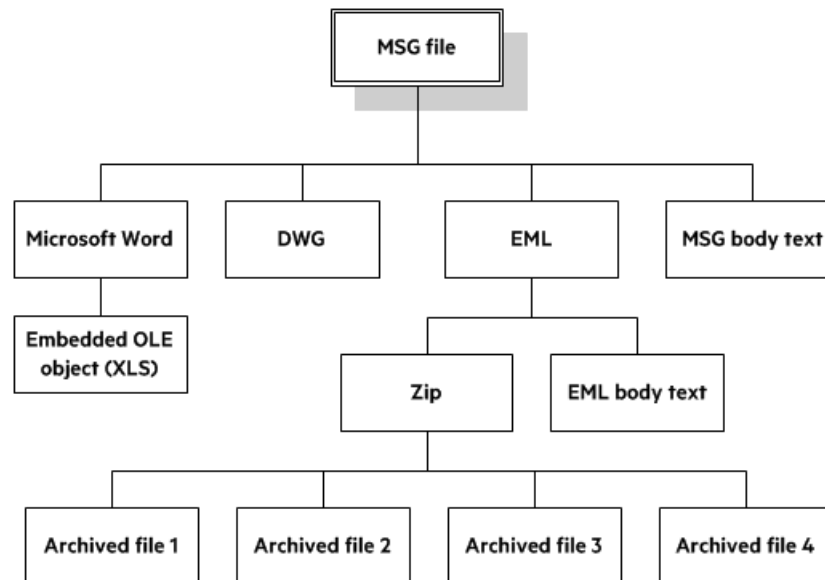 MSG file
Microsoft Word
DWG
EML
MSG body text
Embedded OLE
object (XLS)
Zip
EML body text
Archived file 1
Archived file 2
Archived file 3
Archived file 4